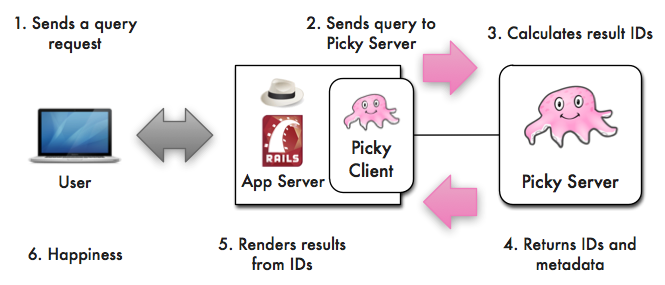 1. Sends a query
request
2. Sends query to
Picky Server
3. Calculates result IDs
RAILS
User
App Server
Picky
Client
Picky Server
6. Happiness
5. Renders results
from IDs
4. Returns IDs and
metadata